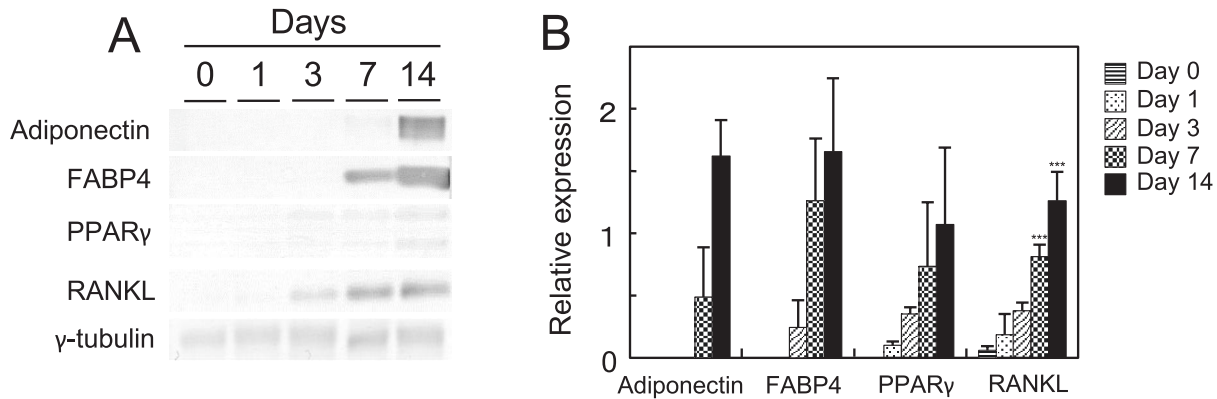 A
Days
0 1 3 7 14
Adiponectin
FABP4
PPARγ
RANKL
γ-tubulin
B
Relative expression
2
1
0
***
***
Adiponectin FABP4 PPARγ RANKL
Day 0
Day 1
Day 3
Day 7
Day 14